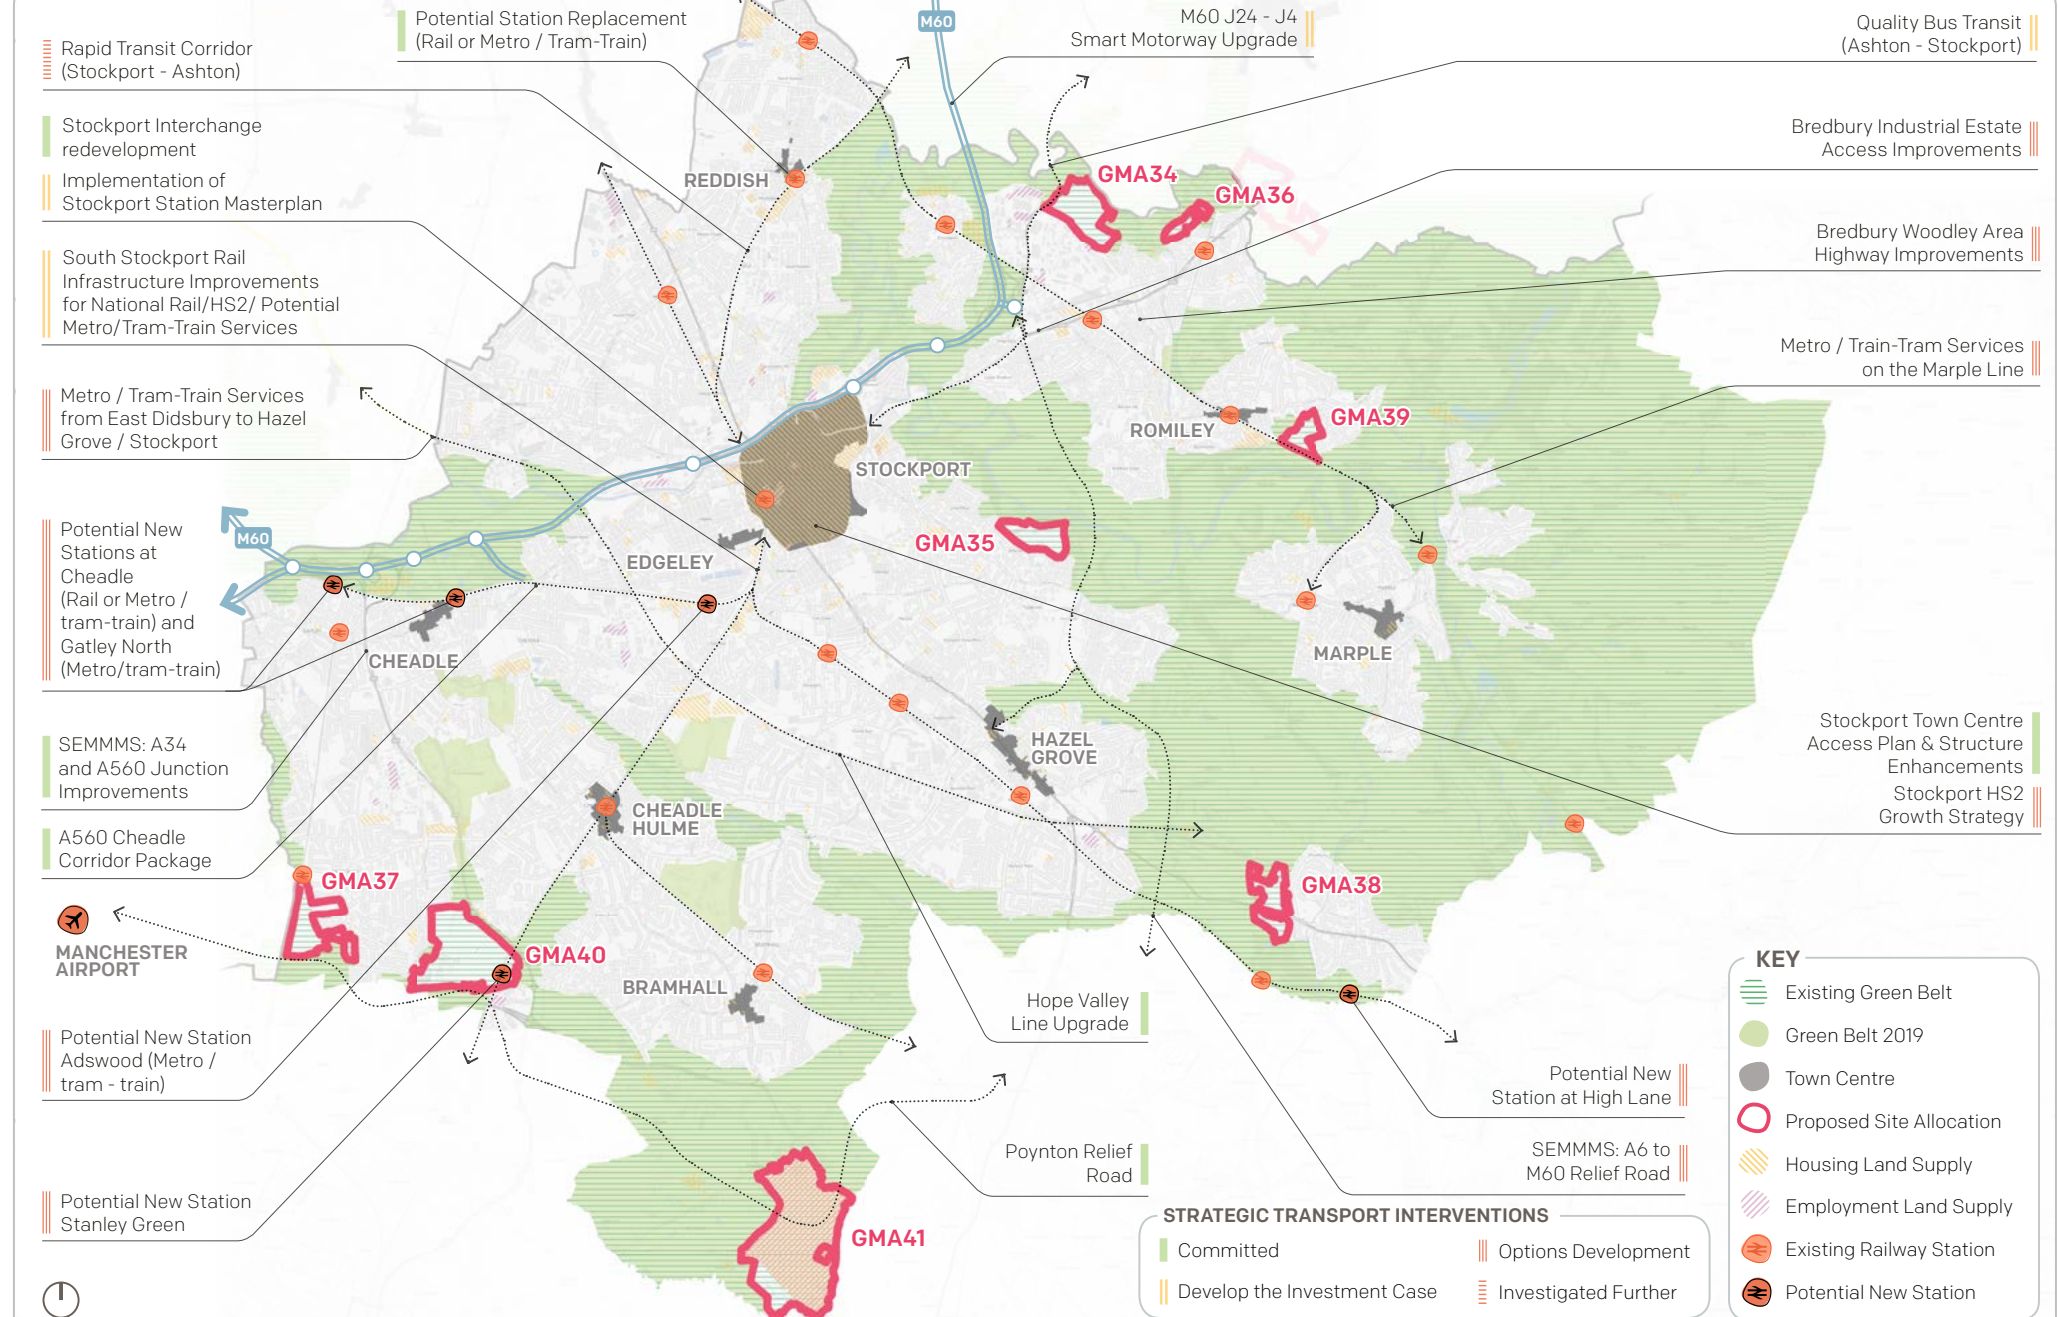 Rapid Transit Corridor
(Stockport - Ashton)
Stockport Interchange
redevelopment
Implementation of
Stockport Station Masterplan
South Stockport Rail
Infrastructure Improvements
for National Rail/HS2/ Potential
Metro/Tram-Train Services
Metro / Tram-Train Services
from East Didsbury to Hazel
Grove / Stockport
Potential New
Stations at
Cheadle
(Rail or Metro /
tram-train) and
Gatley North
(Metro/tram-train)
SEMMMS: A34
and A560 Junction
Improvements
A560 Cheadle
Corridor Package
MANCHESTER
AIRPORT
Potential New Station
Adswood (Metro /
tram - train)
Potential New Station
Stanley Green
Potential Station Replacement
(Rail or Metro / Tram-Train)
M60
M60 J24 - J4
Smart Motorway Upgrade
Quality Bus Transit
(Ashton - Stockport)
Bredbury Industrial Estate
Access Improvements
Bredbury Woodley Area
Highway Improvements
Metro / Train-Tram Services
on the Marple Line
Stockport Town Centre
Access Plan & Structure
Enhancements
Stockport HS2
Growth Strategy
REDDISH
GMA34
GMA36
ROMILEY
GMA39
STOCKPORT
GMA35
EDGELEY
M60
CHEADLE
MARPLE
HAZEL
GROVE
CHEADLE
HULME
GMA37
GMA38
GMA40
BRAMHALL
GMA41
Hope Valley
Line Upgrade
Poynton Relief
Road
Potential New
Station at High Lane
SEMMMS: A6 to
M60 Relief Road
STRATEGIC TRANSPORT INTERVENTIONS
Committed
Options Development
Develop the Investment Case
Investigated Further
KEY
Existing Green Belt
Green Belt 2019
Town Centre
Proposed Site Allocation
Housing Land Supply
Employment Land Supply
Existing Railway Station
Potential New Station